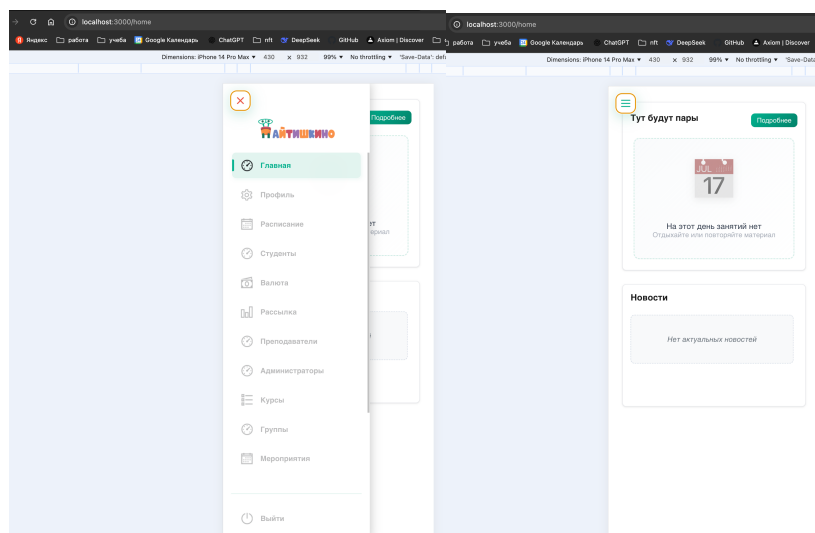 localhost:3000/home
Яндекс работа учеба Google Календарь ChatGPT nft DeepSeek GitHub Axiom | Discover
Dimensions: iPhone 14 Pro Max ▼ 430 x 932 99% ▼ No throttling ▼ 'Save-Data': def
АЙТИШКИНО
Подробнее
Главная
Профиль
Расписание
Студенты
Валюта
Рассылка
Преподаватели
Администраторы
Курсы
Группы
Мероприятия
Выйти
localhost:3000/home
работа учеба Google Календарь ChatGPT nft DeepSeek GitHub Axiom | Discover
Dimensions: iPhone 14 Pro Max ▼ 430 x 932 99% ▼ No throttling ▼ 'Save-Data
Тут будут пары
Подробнее
JUL
17
На этот день занятий нет
Отдыхайте или повторяйте материал
Новости
Нет актуальных новостей